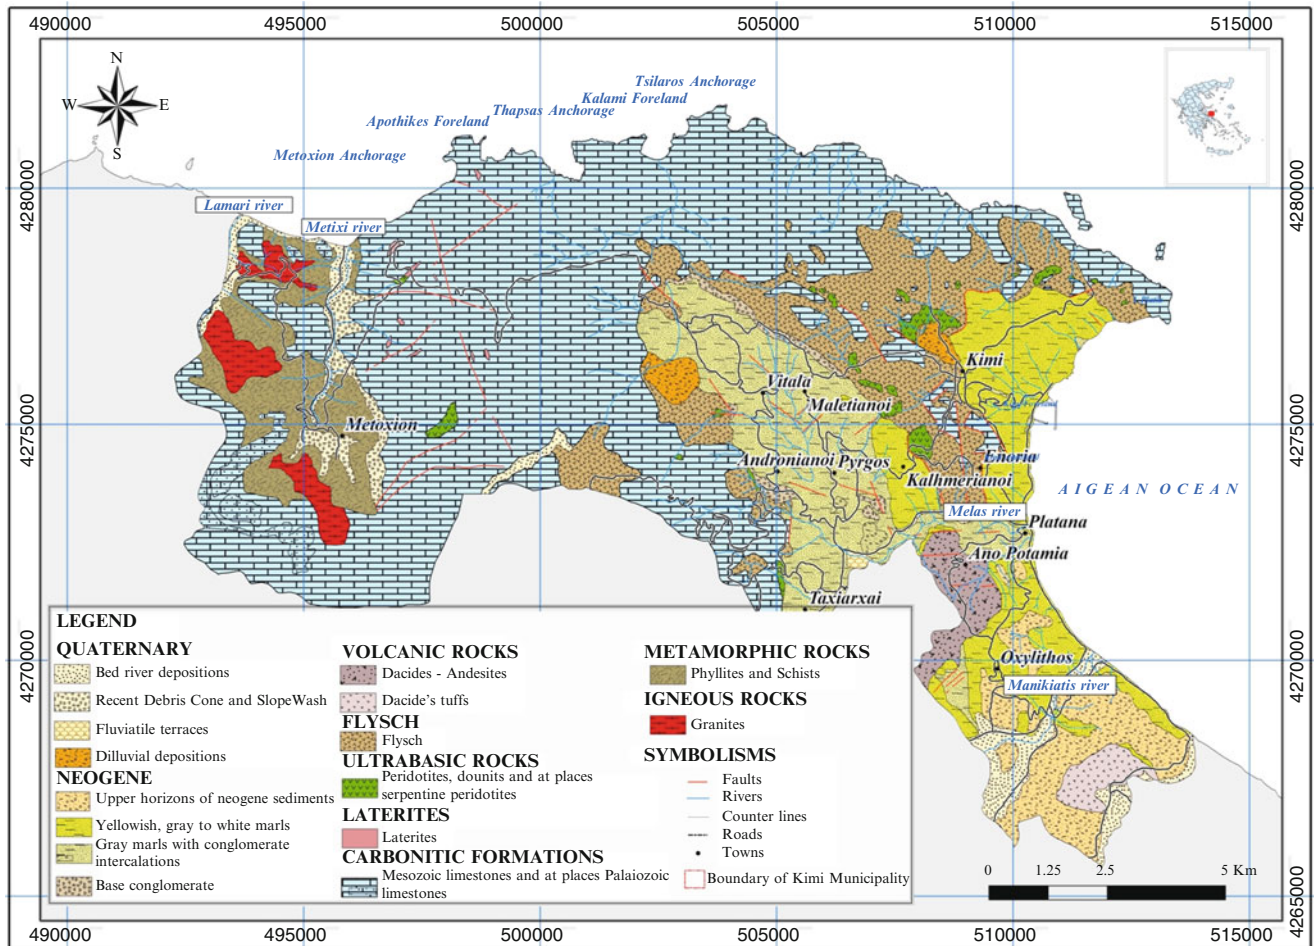 490000 495000 500000 505000 510000 515000
N
W E
S
Tsilaros Anchorage
Kalami Foreland
Thapsas Anchorage
Apothikes Foreland
Metoxion Anchorage
4280000 4280000
Lamari river
Metixi river
Kimi
Vitala
Maletianoi
4275000 4275000
Metoxion
Andronianoi Pyrgos
Enoria
Kalhmerianoi
AIGEAN OCEAN
Melas river
Platana
Ano Potamia
Taxiarxai
4270000 4270000
Oxylithos
Manikiatis river
LEGEND
QUATERNARY
Bed river depositions
Recent Debris Cone and SlopeWash
Fluviatile terraces
Dilluvial depositions
NEOGENE
Upper horizons of neogene sediments
Yellowish, gray to white marls
Gray marls with conglomerate
intercalations
Base conglomerate
VOLCANIC ROCKS
Dacides - Andesites
Dacide's tuffs
FLYSCH
Flysch
ULTRABASIC ROCKS
Peridotites, dounits and at places
serpentine peridotites
LATERITES
Laterites
CARBONITIC FORMATIONS
Mesozoic limestones and at places Palaiozoic
limestones
METAMORPHIC ROCKS
Phyllites and Schists
IGNEOUS ROCKS
Granites
SYMBOLISMS
Faults
Rivers
Counter lines
Roads
Towns
Boundary of Kimi Municipality
0 1.25 2.5 5 Km
4265000 4265000
490000 495000 500000 505000 510000 515000